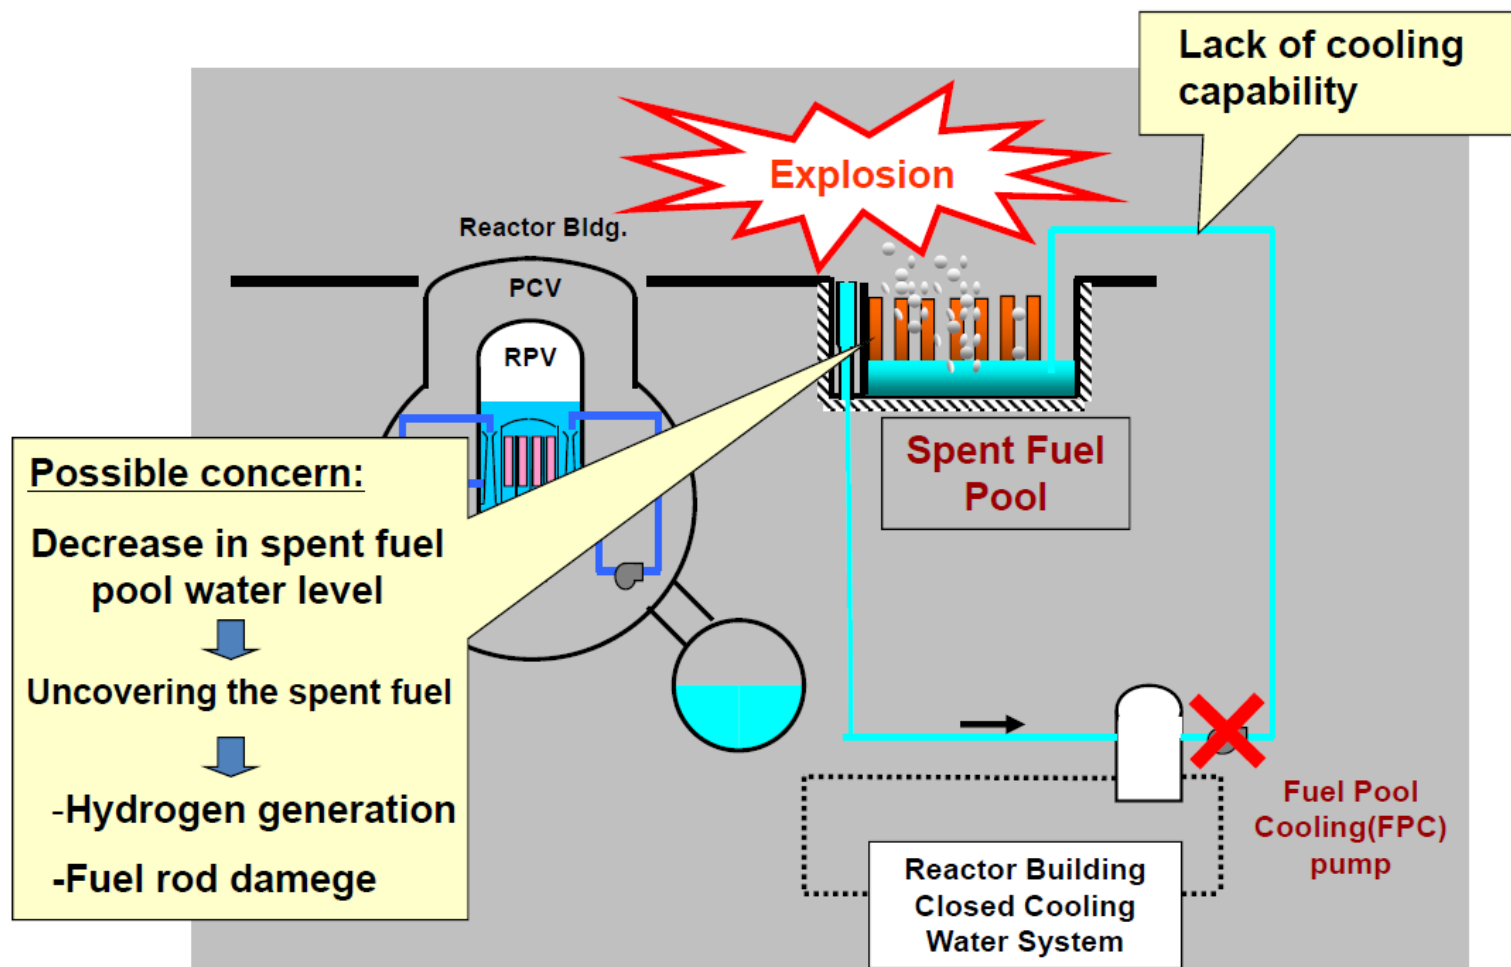 Lack of cooling
capability
Explosion
Reactor Bldg.
PCV
RPV
Spent Fuel
Pool
Possible concern:
Decrease in spent fuel
pool water level
Uncovering the spent fuel
-Hydrogen generation
-Fuel rod damege
Fuel Pool
Cooling(FPC)
pump
Reactor Building
Closed Cooling
Water System